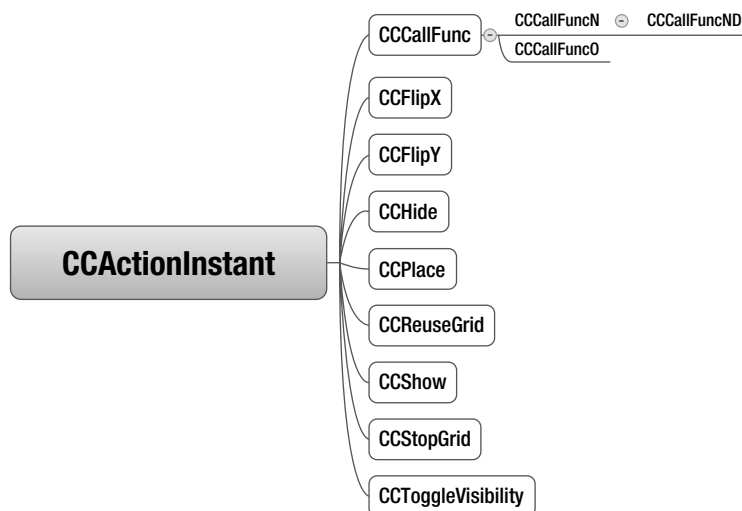 CCActionInstant
CCCallFunc
CCCallFuncN
CCCallFuncND
CCCallFuncO
CCFlipX
CCFlipY
CCHide
CCPlace
CCReuseGrid
CCShow
CCStopGrid
CCToggleVisibility